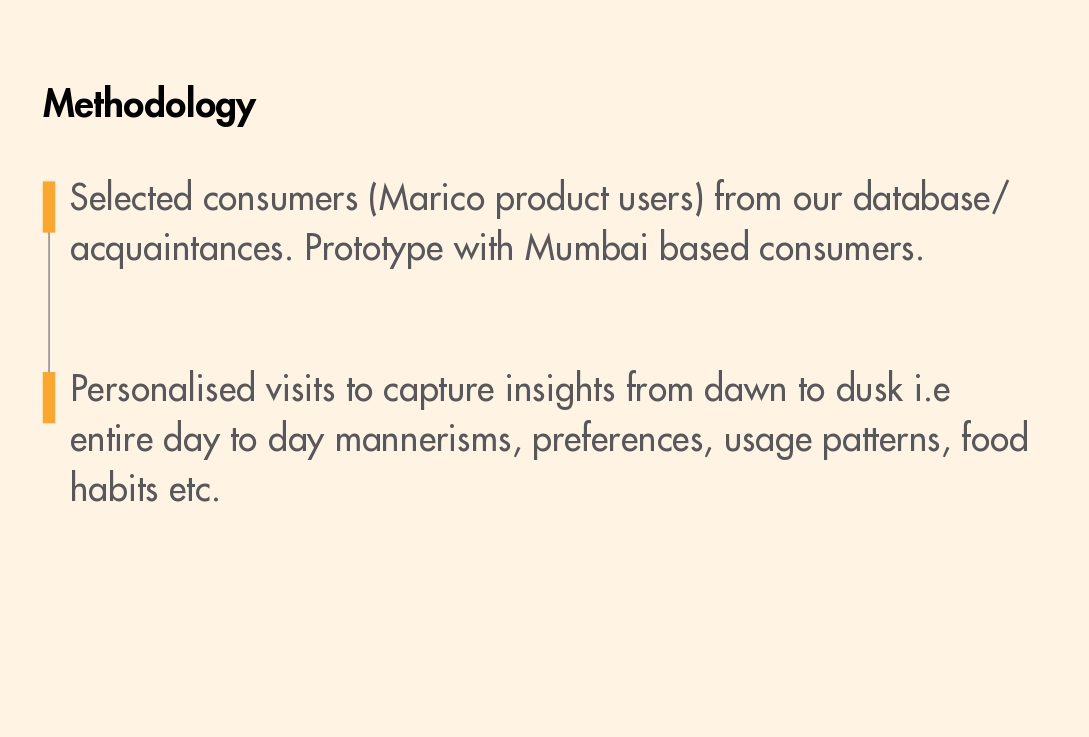 Methodology
Selected consumers (Marico product users) from our database/
acquaintances. Prototype with Mumbai based consumers.
Personalised visits to capture insights from dawn to dusk i.e
entire day to day mannerisms, preferences, usage patterns, food
habits etc.